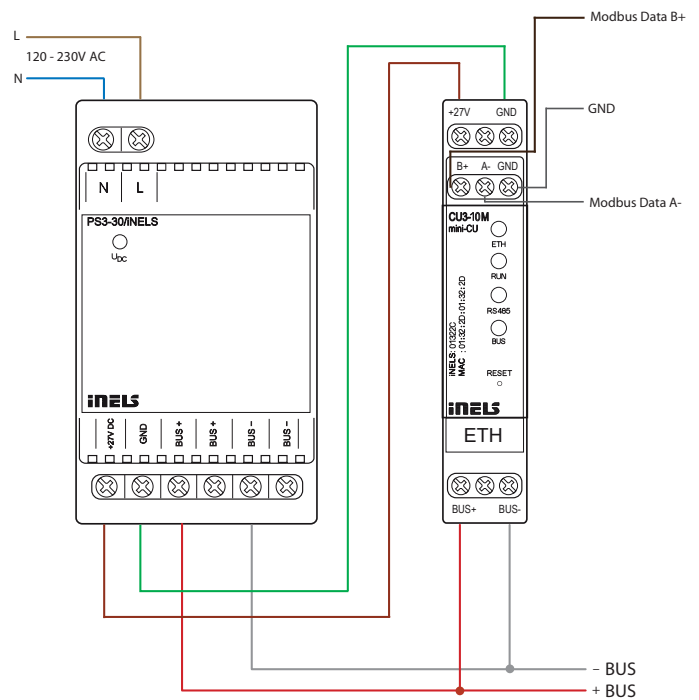 L
120 - 230V AC
N
Modbus Data B+
GND
Modbus Data A-
N L
PS3-30/iNELS
UDC
iNELS
+27V DC GND BUS + BUS + BUS - BUS -
+27V GND
B+ A- GND
CU3-10M
mini-CU
ETH
RUN
RS485
BUS
iNELS: 01322C
MAC : 01:32:2D:01:32:2D
RESET
iNELS
ETH
BUS+ BUS-
– BUS
+ BUS